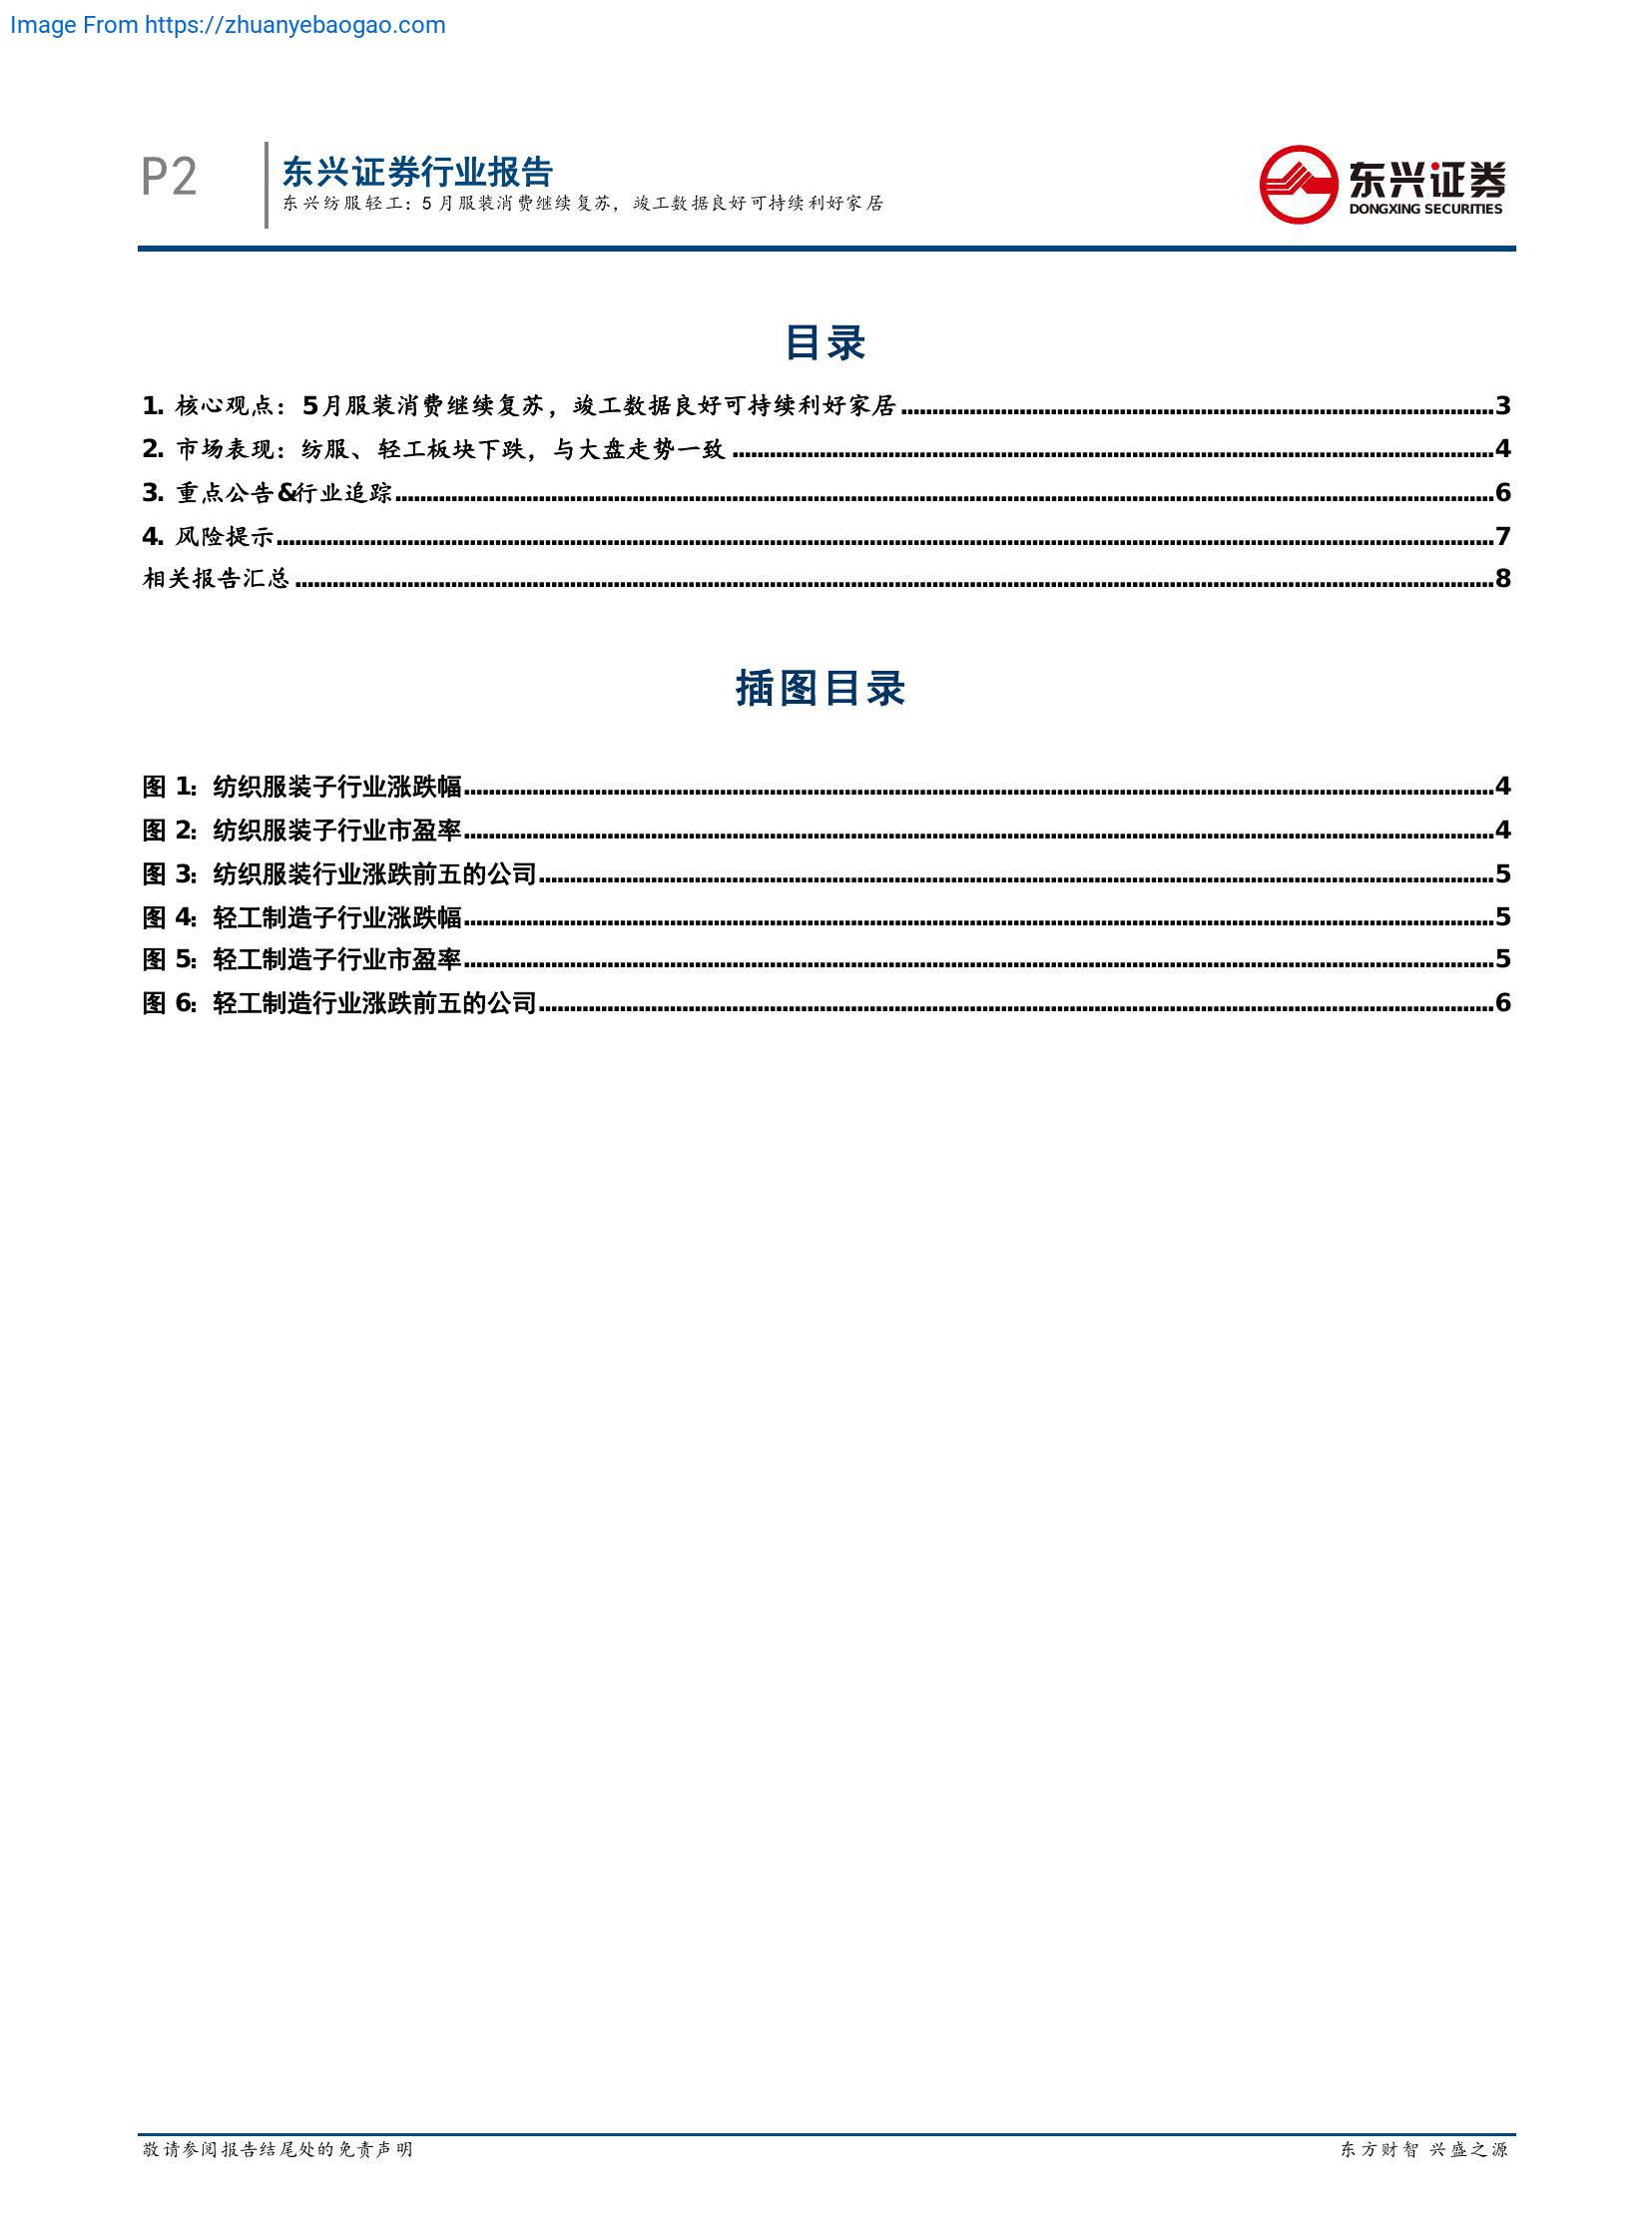 Image From https://zhuanyebaogao.com
P2
东兴证券行业报告
东兴纺服轻工：5 月服装消费继续复苏，竣工数据良好可持续利好家居
东兴证券
DONGXING SECURITIES
目录
1. 核心观点：5月服装消费继续复苏，竣工数据良好可持续利好家居........3
2. 市场表现：纺服、轻工板块下跌，与大盘走势一致........4
3. 重点公告&行业追踪........6
4. 风险提示........7
相关报告汇总........8
插图目录
图 1：纺织服装子行业涨跌幅........4
图 2：纺织服装子行业市盈率........4
图 3：纺织服装行业涨跌前五的公司........5
图 4：轻工制造子行业涨跌幅........5
图 5：轻工制造子行业市盈率........5
图 6：轻工制造行业涨跌前五的公司........6
敬请参阅报告结尾处的免责声明
东方财智 兴盛之源